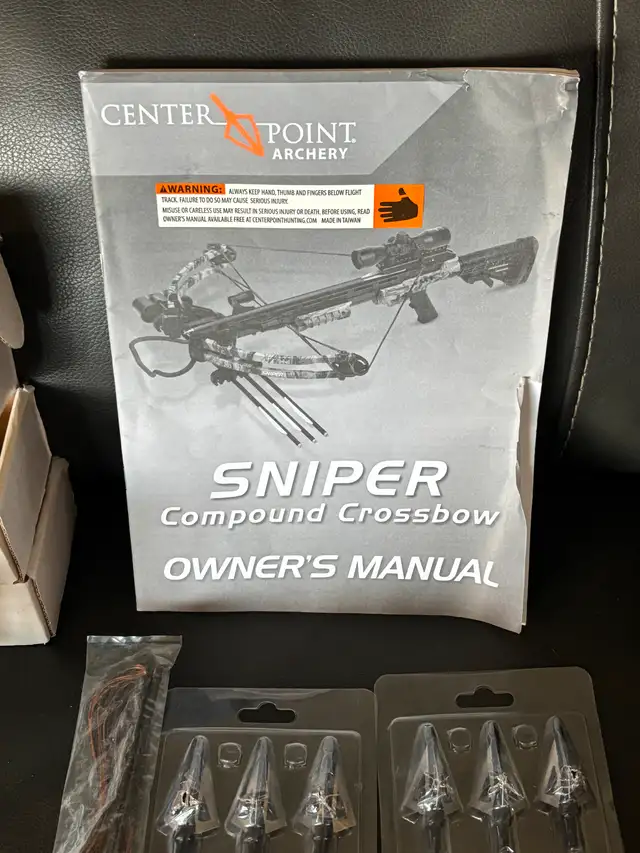 CENTER POINT.
ARCHERY
WARNING: ALWAYS KEEP HAND, THUMB AND FINGERS BELOW FLIGHT
TRACK. FAILURE TO DO SO MAY CAUSE SERIOUS INJURY.
MISUSE OR CARELESS USE MAY RESULT IN SERIOUS INJURY OR DEATH. BEFORE USING, READ
OWNER'S MANUAL AVAILABLE FREE AT CENTERPOINTHUNTING.COM MADE IN TAIWAN
SNIPER
Compound Crossbow
OWNER'S MANUAL